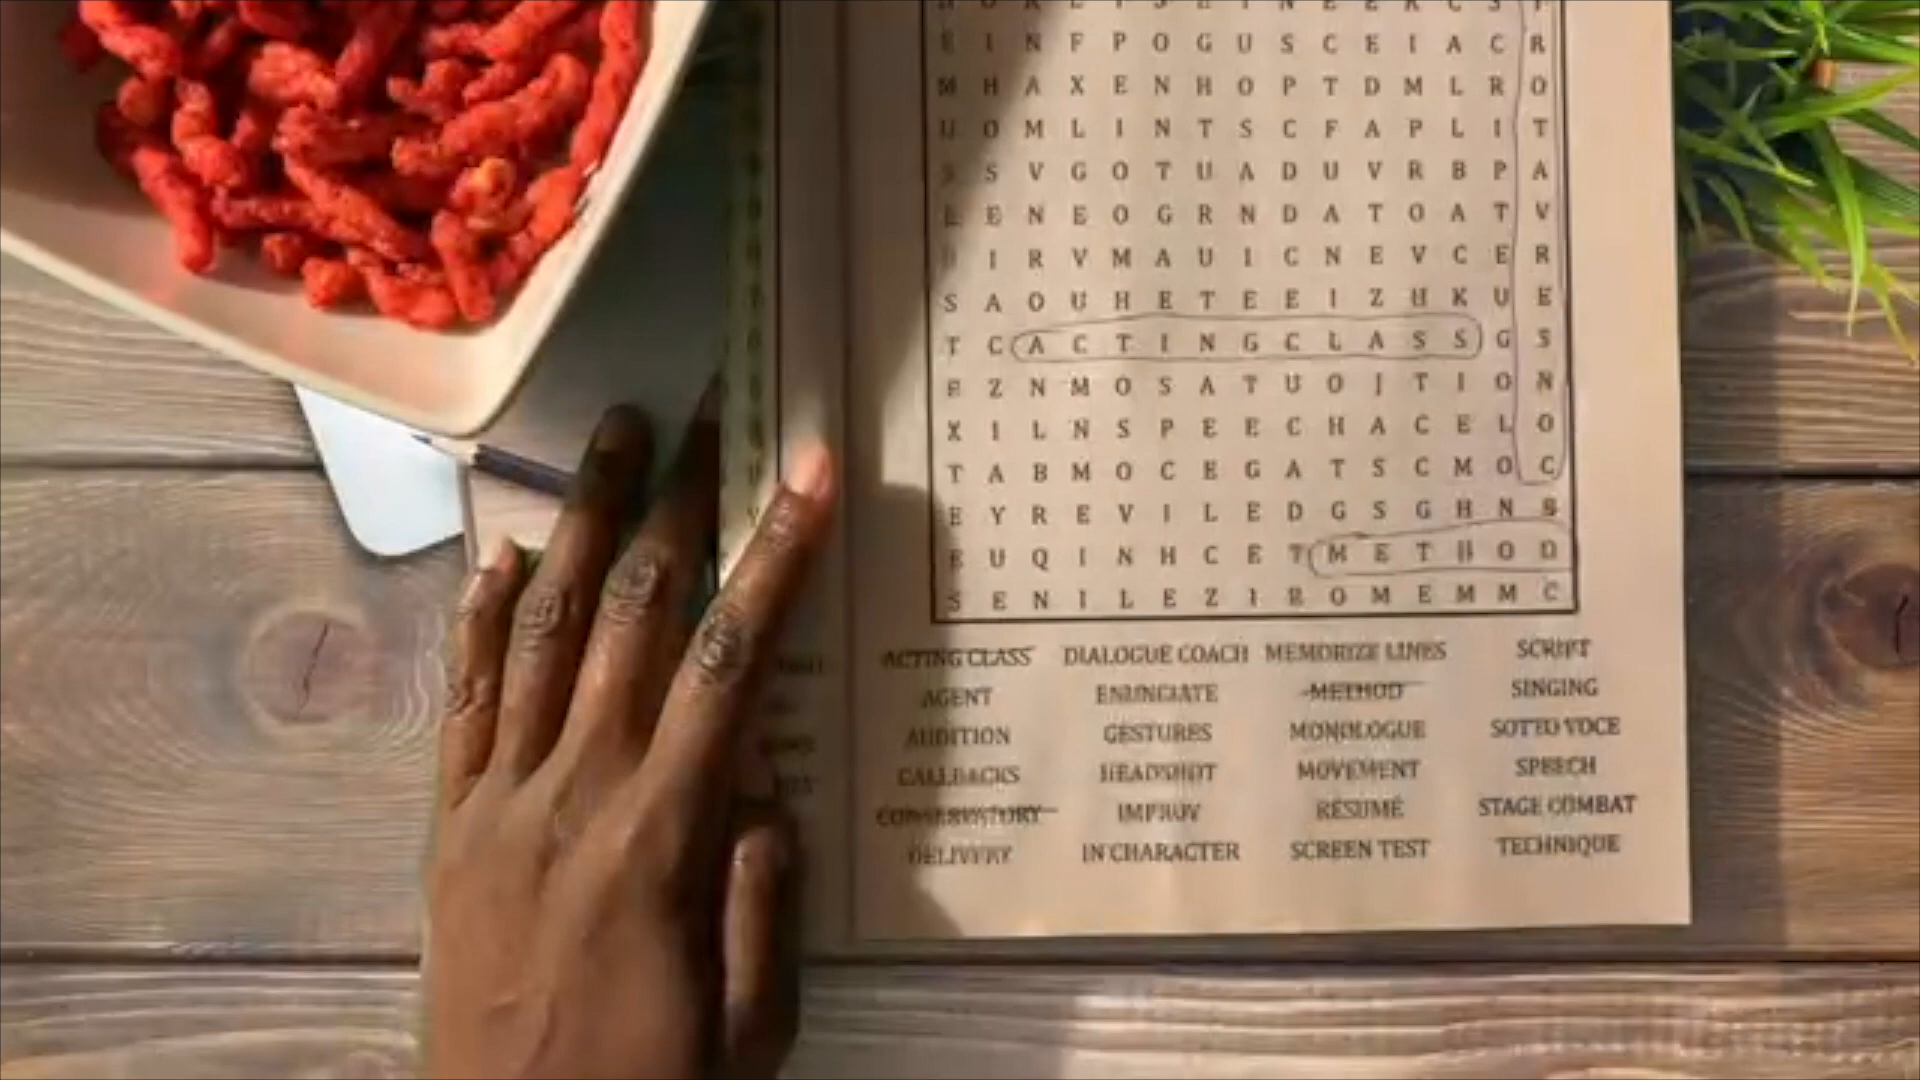 E I N F P O G U S C E I A C R
M H A X E N H O P T D M L R O
U O M L I N T S C F A P L I T
S S V G O T U A D U V R B P A
E E N E O G R N D A T O A T V
I R V M A U I C N E V C E R
S A O U H E T E E I Z H K U E
T C A C T I N G C L A S S G S
E Z N M O S A T U O J T I O N
X I L N S P E E C H A C E L O
T A B M O C E G A T S C M O C
E Y R E V I L E D G S G H N S
E U Q I N H C E T M E T H O D
S E N I L E Z I R O M E M M C
ACTING CLASS DIALOGUE COACH MEMORIZE LINES SCRIPT
AGENT ENUNCIATE METHOD SINGING
AUDITION GESTURES MONOLOGUE SOTTO VOCE
CALLBACKS HEADSHOT MOVEMENT SPEECH
CONSERVATORY IMPROV RÉSUMÉ STAGE COMBAT
DELIVERY IN CHARACTER SCREEN TEST TECHNIQUE